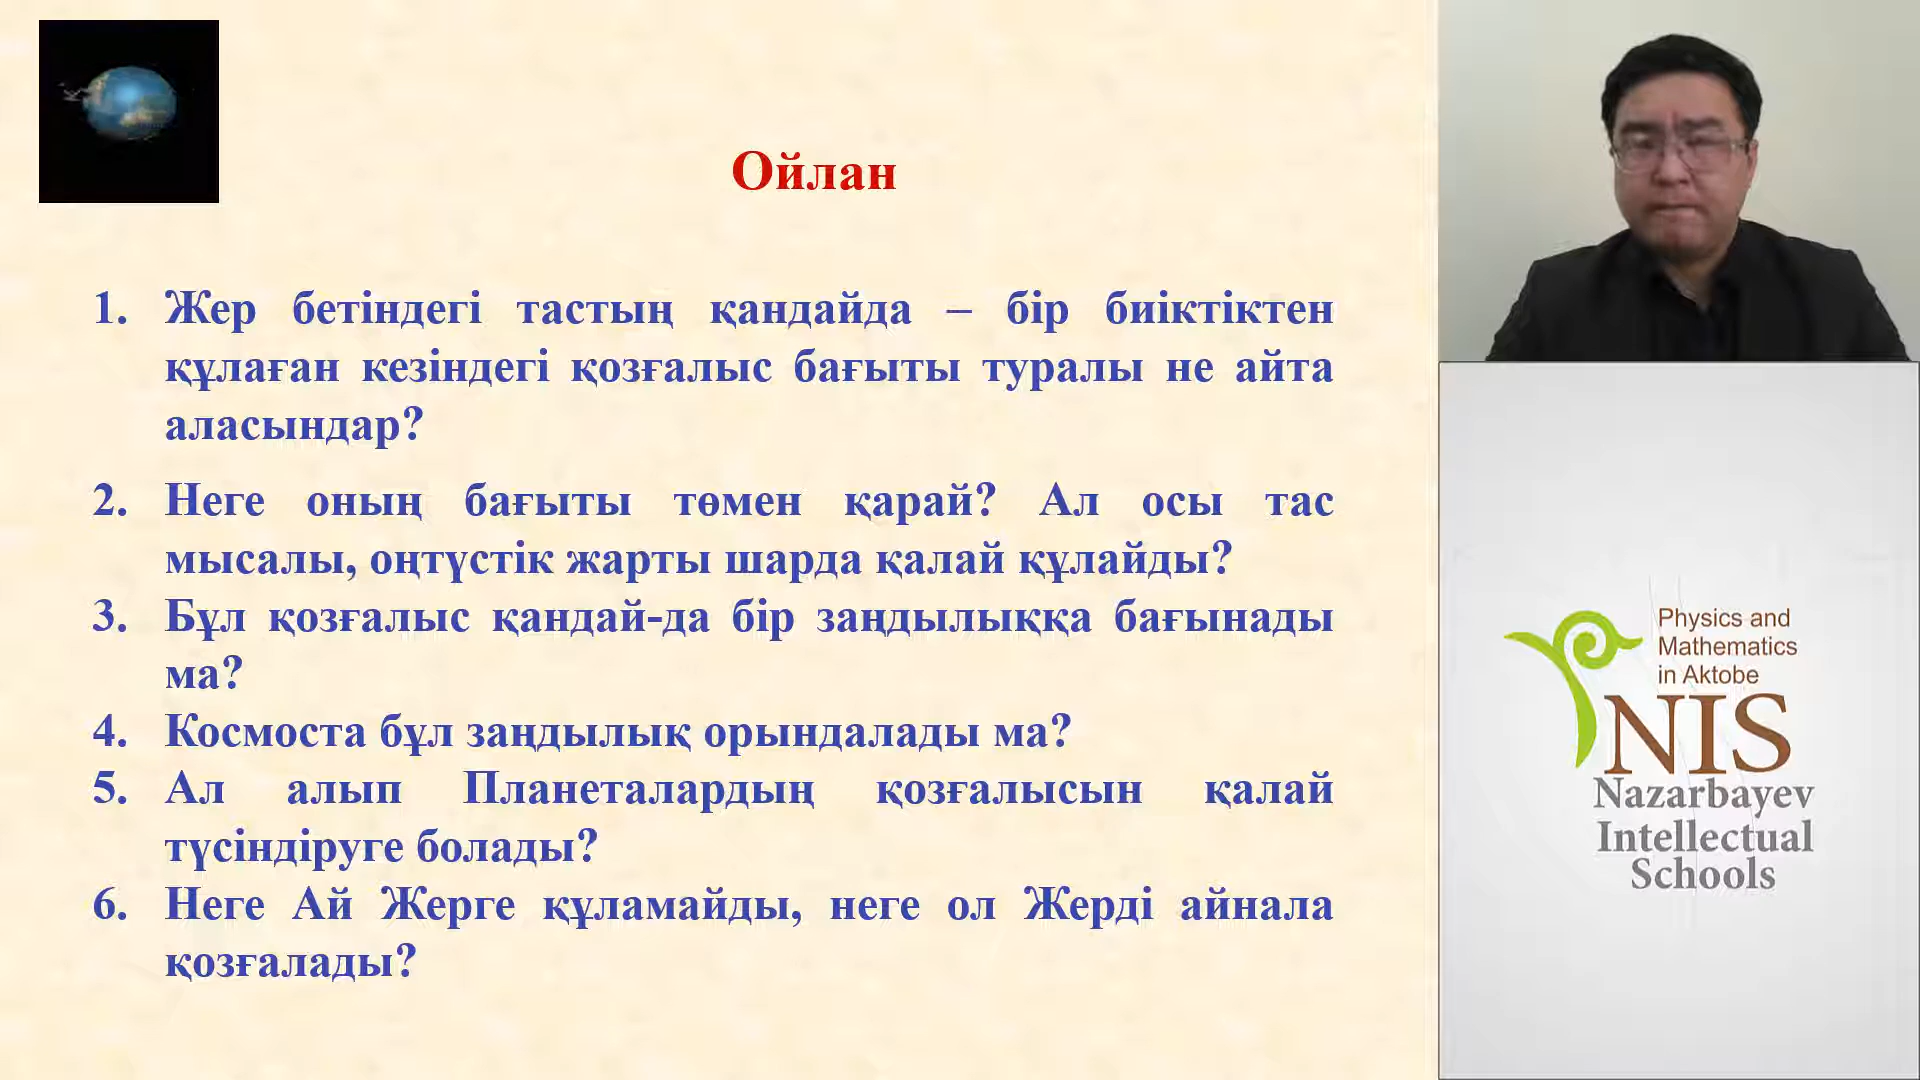 Ойлан
1. Жер бетіндегі тастың қандайда – бір биіктіктен
құлаған кезіндегі қозғалыс бағыты туралы не айта
аласындар?
2. Неге оның бағыты төмен қарай? Ал осы тас
мысалы, оңтүстік жарты шарда қалай құлайды?
3. Бұл қозғалыс қандай-да бір заңдылыққа бағынады
ма?
4. Космоста бұл заңдылық орындалады ма?
5. Ал алып Планеталардың қозғалысын қалай
түсіндіруге болады?
6. Неге Ай Жерге құламайды, неге ол Жерді айнала
қозғалады?
Physics and
Mathematics
in Aktobe
NIS
Nazarbayev
Intellectual
Schools